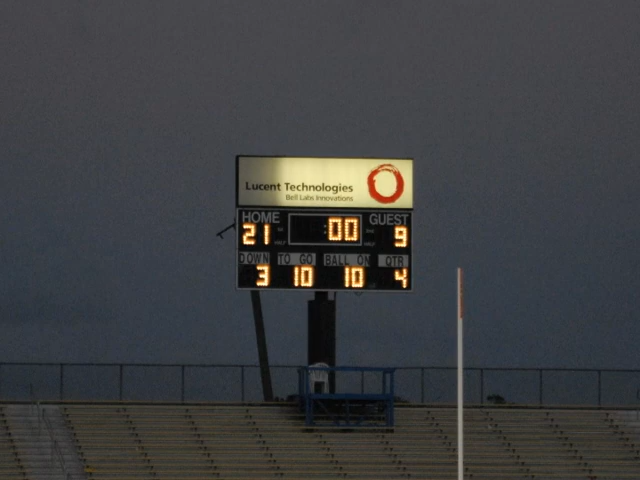 Lucent Technologies
Bell Labs Innovations
HOME GUEST
21 :00 9
DOWN TO GO BALL ON QTR
3 10 10 4